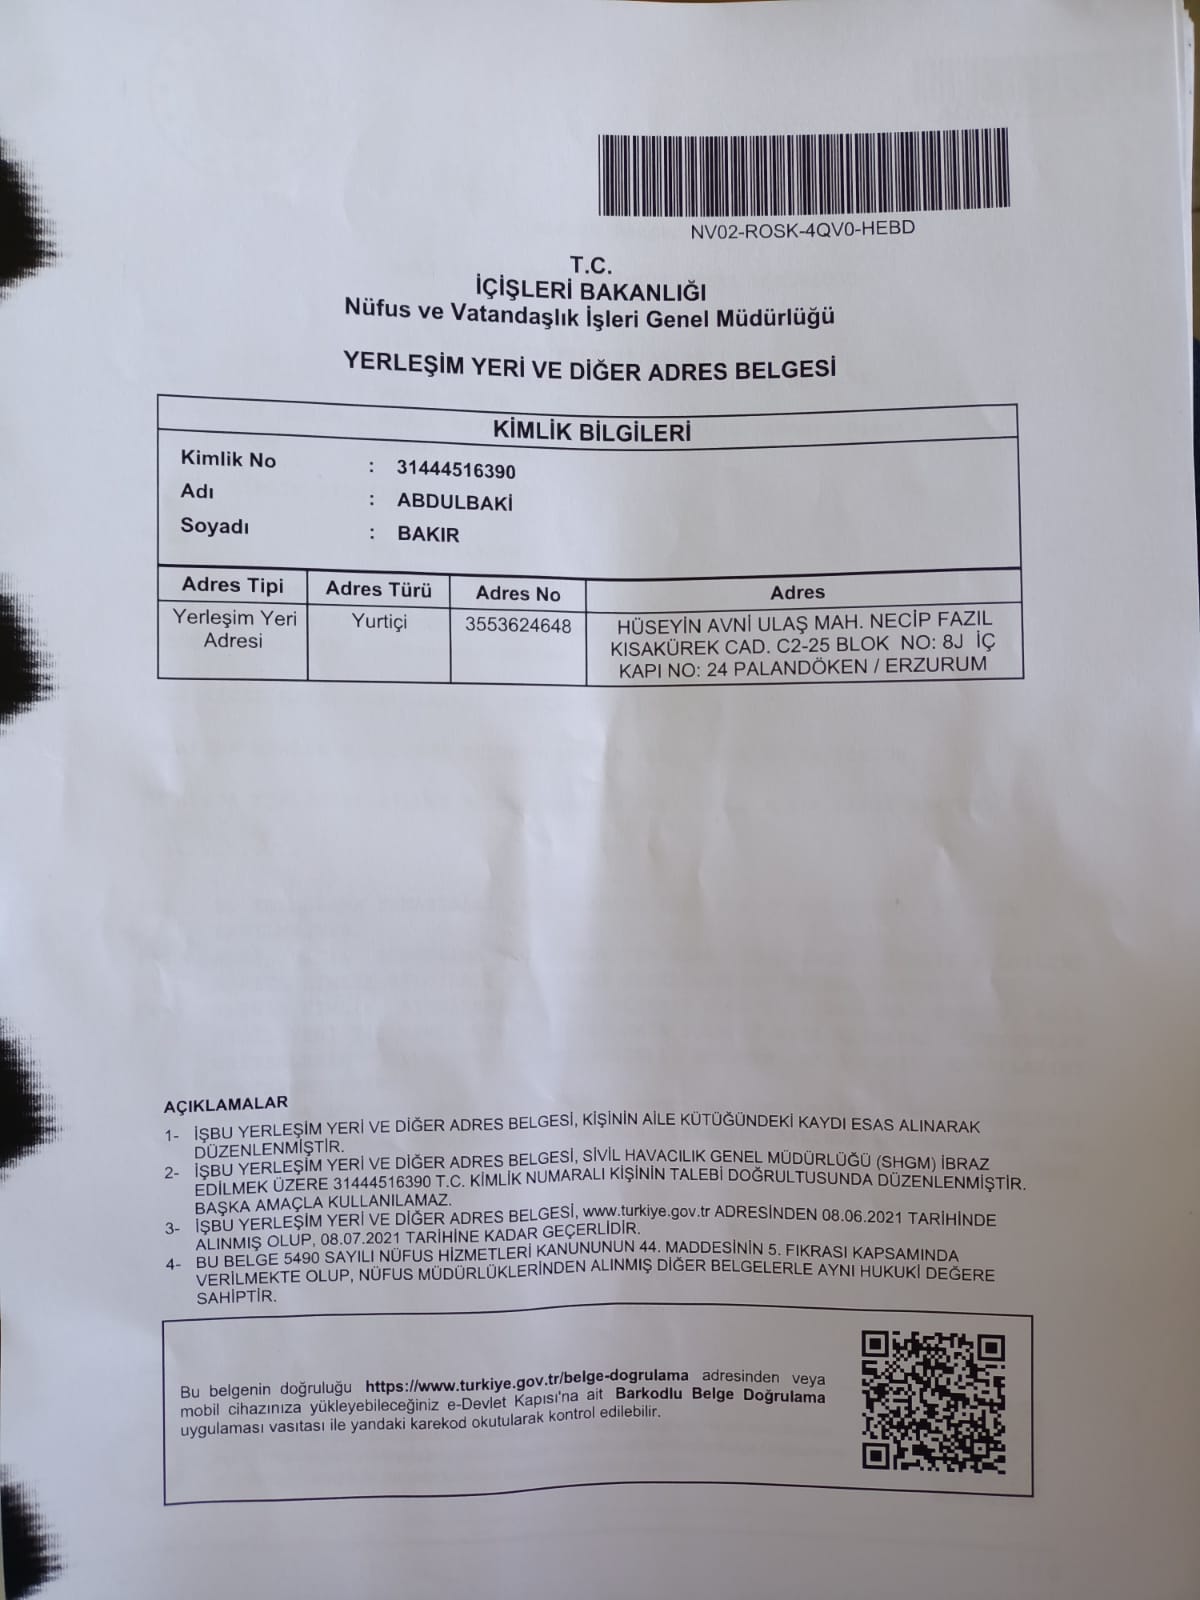 NV02-ROSK-4QV0-HEBD
T.C.
İÇİŞLERİ BAKANLIĞI
Nüfus ve Vatandaşlık İşleri Genel Müdürlüğü
YERLEŞİM YERİ VE DİĞER ADRES BELGESİ
KİMLİK BİLGİLERİ
Kimlik No : 31444516390
Adı : ABDULBAKİ
Soyadı : BAKIR
Adres Tipi Adres Türü Adres No Adres
Yerleşim Yeri Yurtiçi 3553624648 HÜSEYİN AVNİ ULAŞ MAH. NECİP FAZIL
Adresi KISAKÜREK CAD. C2-25 BLOK NO: 8J İÇ
KAPI NO: 24 PALANDÖKEN / ERZURUM
AÇIKLAMALAR
1- İŞBU YERLEŞİM YERİ VE DİĞER ADRES BELGESİ, KİŞİNİN AİLE KÜTÜĞÜNDEKİ KAYDI ESAS ALINARAK
DÜZENLENMİŞTİR.
2- İŞBU YERLEŞİM YERİ VE DİĞER ADRES BELGESİ, SİVİL HAVACILIK GENEL MÜDÜRLÜĞÜ (SHGM) İBRAZ
EDİLMEK ÜZERE 31444516390 T.C. KİMLİK NUMARALI KİŞİNİN TALEBİ DOĞRULTUSUNDA DÜZENLENMİŞTİR.
BAŞKA AMAÇLA KULLANILAMAZ.
3- İŞBU YERLEŞİM YERİ VE DİĞER ADRES BELGESİ, www.turkiye.gov.tr ADRESİNDEN 08.06.2021 TARİHİNDE
ALINMIŞ OLUP, 08.07.2021 TARİHİNE KADAR GEÇERLİDİR.
4- BU BELGE 5490 SAYILI NÜFUS HİZMETLERİ KANUNUNUN 44. MADDESİNİN 5. FIKRASI KAPSAMINDA
VERİLMEKTE OLUP, NÜFUS MÜDÜRLÜKLERİNDEN ALINMIŞ DİĞER BELGELERLE AYNI HUKUKİ DEĞERE
SAHİPTİR.
Bu belgenin doğruluğu https://www.turkiye.gov.tr/belge-dogrulama adresinden veya
mobil cihazınıza yükleyebileceğiniz e-Devlet Kapısı'na ait Barkodlu Belge Doğrulama
uygulaması vasıtası ile yandaki karekod okutularak kontrol edilebilir.